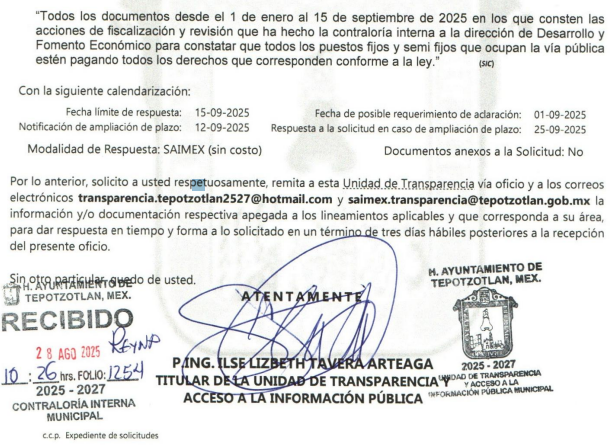 “Todos los documentos desde el 1 de enero al 15 de septiembre de 2025 en los que consten las
acciones de fiscalización y revisión que ha hecho la contraloría interna a la dirección de Desarrollo y
Fomento Económico para constatar que todos los puestos fijos y semi fijos que ocupan la vía pública
estén pagando todos los derechos que corresponden conforme a la ley.” (SIC)
Con la siguiente calendarización:
Fecha límite de respuesta: 15-09-2025 Fecha de posible requerimiento de aclaración: 01-09-2025
Notificación de ampliación de plazo: 12-09-2025 Respuesta a la solicitud en caso de ampliación de plazo: 25-09-2025
Modalidad de Respuesta: SAIMEX (sin costo) Documentos anexos a la Solicitud: No
Por lo anterior, solicito a usted respetuosamente, remita a esta Unidad de Transparencia vía oficio y a los correos
electrónicos transparencia.tepotzotlan2527@hotmail.com y saimex.transparencia@tepotzotlan.gob.mx la
información y/o documentación respectiva apegada a los lineamientos aplicables y que corresponda a su área,
para dar respuesta en tiempo y forma a lo solicitado en un término de tres días hábiles posteriores a la recepción
del presente oficio.
Sin otro particular, quedo de usted.
H. AYUNTAMIENTO DE
TEPOTZOTLAN, MEX.
RECIBIDO
28 AGO 2025
10:26 hrs. FOLIO: 1254
2025 - 2027
CONTRALORÍA INTERNA
MUNICIPAL
ATENTAMENTE
P.ING. ILSE LIZBETH TAVERA ARTEAGA
TITULAR DE LA UNIDAD DE TRANSPARENCIA Y
ACCESO A LA INFORMACIÓN PÚBLICA
H. AYUNTAMIENTO DE
TEPOTZOTLAN, MEX.
2025 - 2027
UNIDAD DE TRANSPARENCIA
Y ACCESO A LA
INFORMACIÓN PÚBLICA MUNICIPAL
c.c.p. Expediente de solicitudes